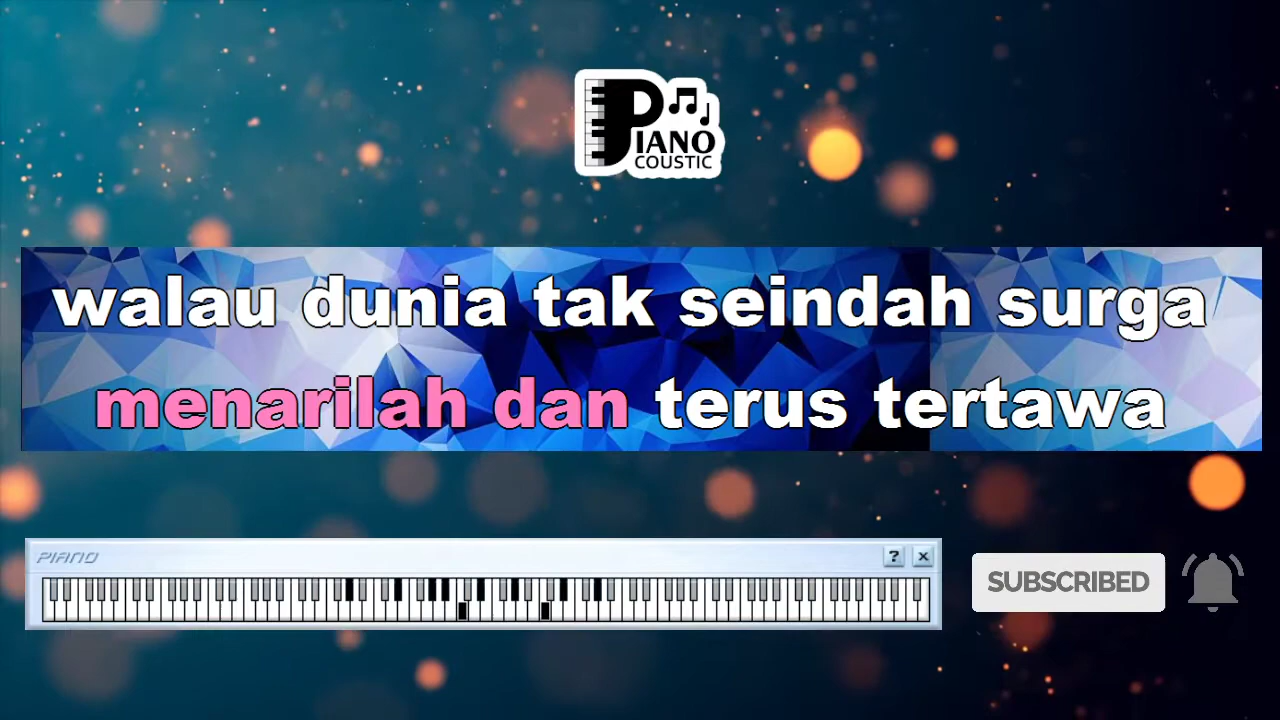 PIANO
COUSTIC
walau dunia tak seindah surga
menarilah dan terus tertawa
PIANO
? ×
SUBSCRIBED